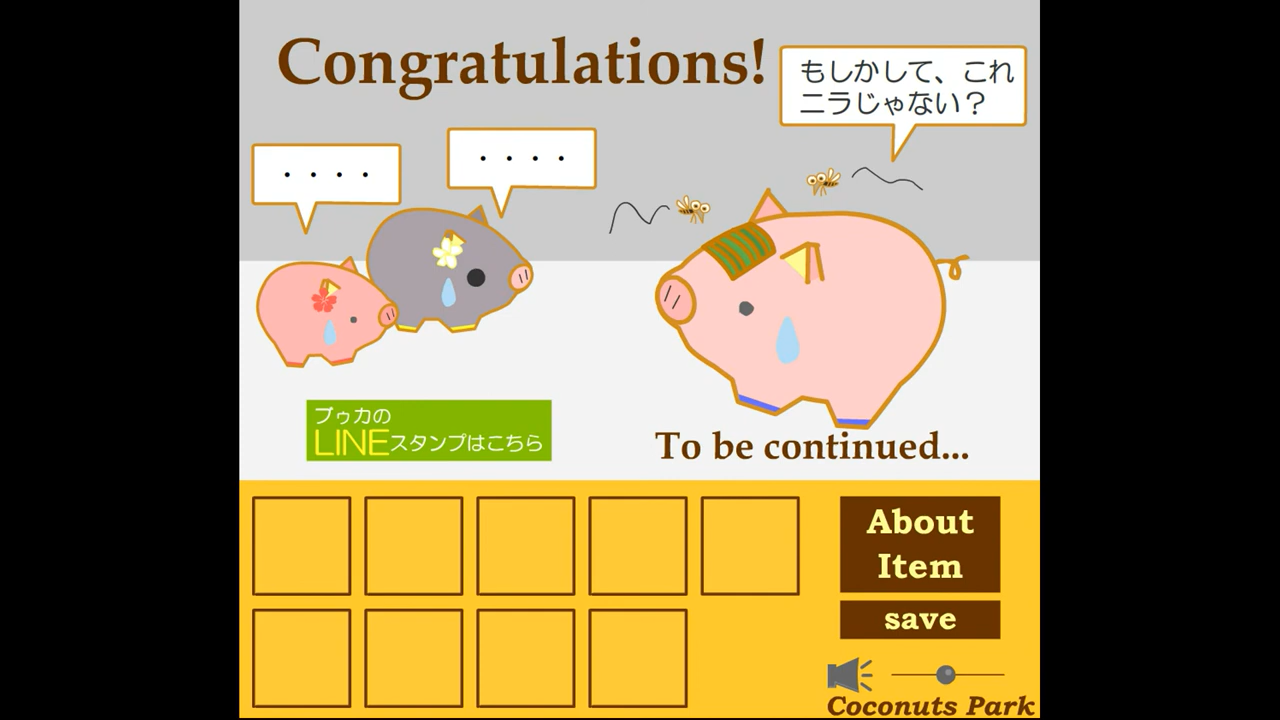 Congratulations!
もしかして、これ
ニラじゃない？
・・・・
・・・・
プゥカの
LINEスタンプはこちら
To be continued...
About
Item
save
Coconuts Park